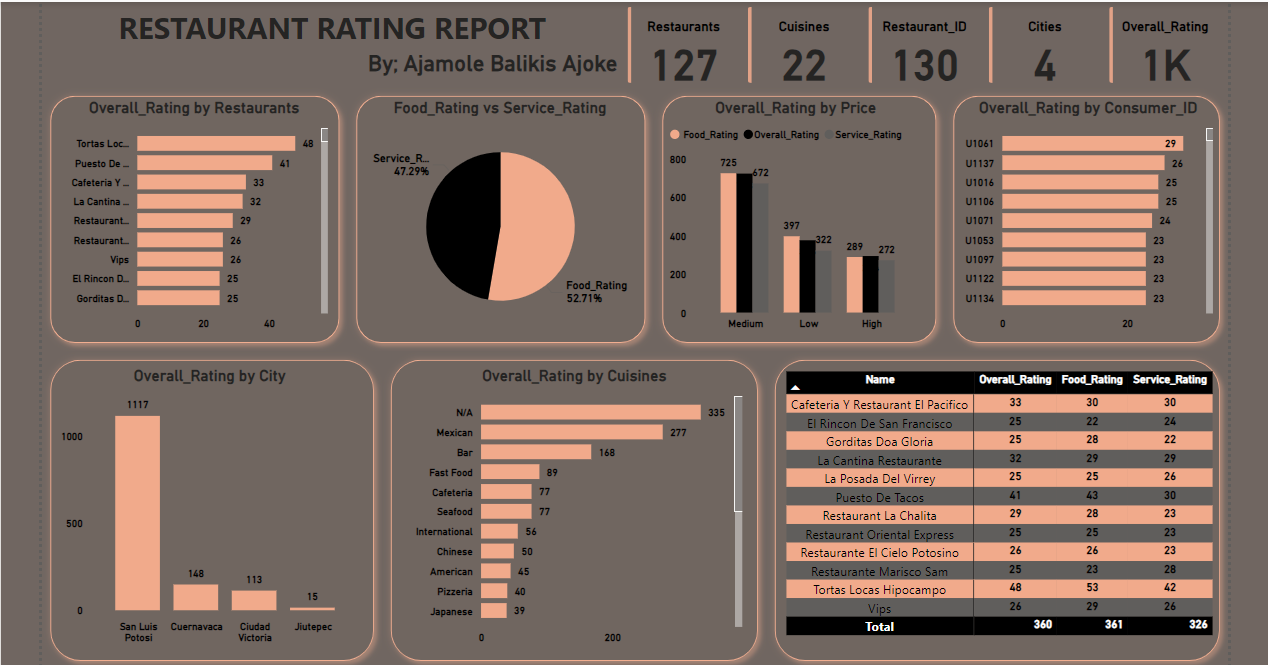 RESTAURANT RATING REPORT
By; Ajamole Balikis Ajoke
Restaurants
127
Cuisines
22
Restaurant_ID
130
Cities
4
Overall_Rating
1K
Overall_Rating by Restaurants
Tortas Loc... 48
Puesto De ... 41
Cafeteria Y ... 33
La Cantina ... 32
Restaurant... 29
Restaurant... 26
Vips 26
El Rincon D... 25
Gorditas D... 25
0 20 40
Food_Rating vs Service_Rating
Service_R...
47.29%
Food_Rating
52.71%
Overall_Rating by Price
Food_Rating Overall_Rating Service_Rating
800
600
400
200
0
725 672
397 322
289 272
Medium Low High
Overall_Rating by Consumer_ID
U1061 29
U1137 26
U1016 25
U1106 25
U1071 24
U1053 23
U1097 23
U1122 23
U1134 23
0 20
Overall_Rating by City
1000
500
0
1117
148
113
15
San Luis Potosi
Cuernavaca
Ciudad Victoria
Jiutepec
Overall_Rating by Cuisines
N/A 335
Mexican 277
Bar 168
Fast Food 89
Cafeteria 77
Seafood 77
International 56
Chinese 50
American 45
Pizzeria 40
Japanese 39
0 200
Name Overall_Rating Food_Rating Service_Rating
Cafeteria Y Restaurant El Pacifico 33 30 30
El Rincon De San Francisco 25 22 24
Gorditas Doa Gloria 25 28 22
La Cantina Restaurante 32 29 29
La Posada Del Virrey 25 25 26
Puesto De Tacos 41 43 30
Restaurant La Chalita 29 28 23
Restaurant Oriental Express 25 25 23
Restaurante El Cielo Potosino 26 26 23
Restaurante Marisco Sam 25 23 28
Tortas Locas Hipocampo 48 53 42
Vips 26 29 26
Total 360 361 326